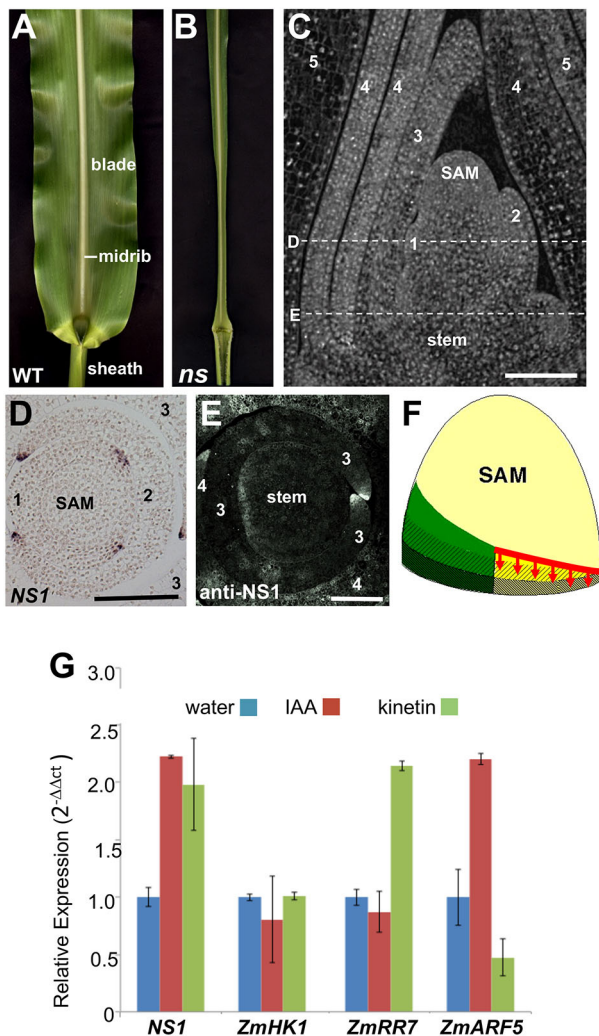 A
blade
midrib
sheath
WT
B
ns
C
5
4
4
3
SAM
4
5
2
1
D
E
stem
D
3
1
SAM
2
NS1
3
E
4
3
stem
3
3
anti-NS1
4
F
SAM
G
water
IAA
kinetin
Relative Expression (2-ΔΔct)
3.0
2.5
2.0
1.5
1.0
0.5
0
NS1
ZmHK1
ZmRR7
ZmARF5